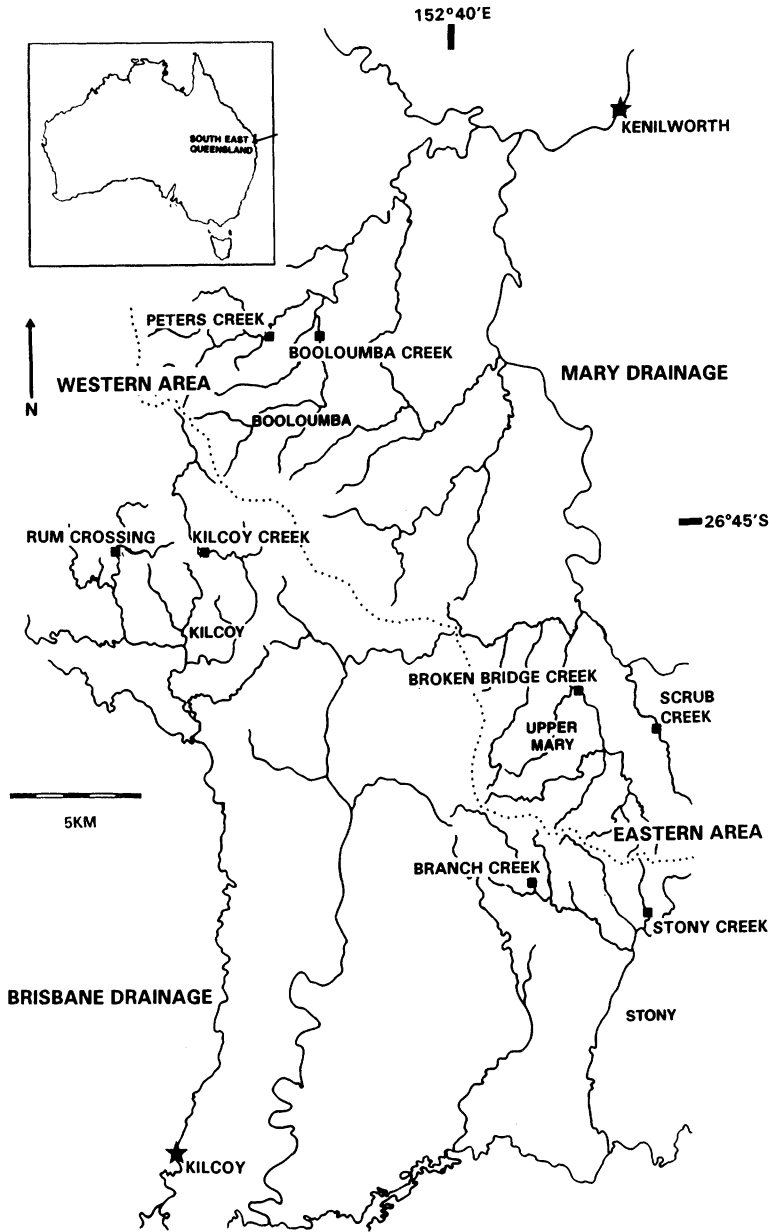 152°40'E
SOUTH EAST
QUEENSLAND
KENILWORTH
PETERS CREEK
BOOLOUMBA CREEK
WESTERN AREA
MARY DRAINAGE
N
BOOLOUMBA
26°45'S
RUM CROSSING
KILCOY CREEK
KILCOY
BROKEN BRIDGE CREEK
SCRUB
CREEK
UPPER
MARY
5KM
EASTERN AREA
BRANCH CREEK
STONY CREEK
BRISBANE DRAINAGE
STONY
KILCOY